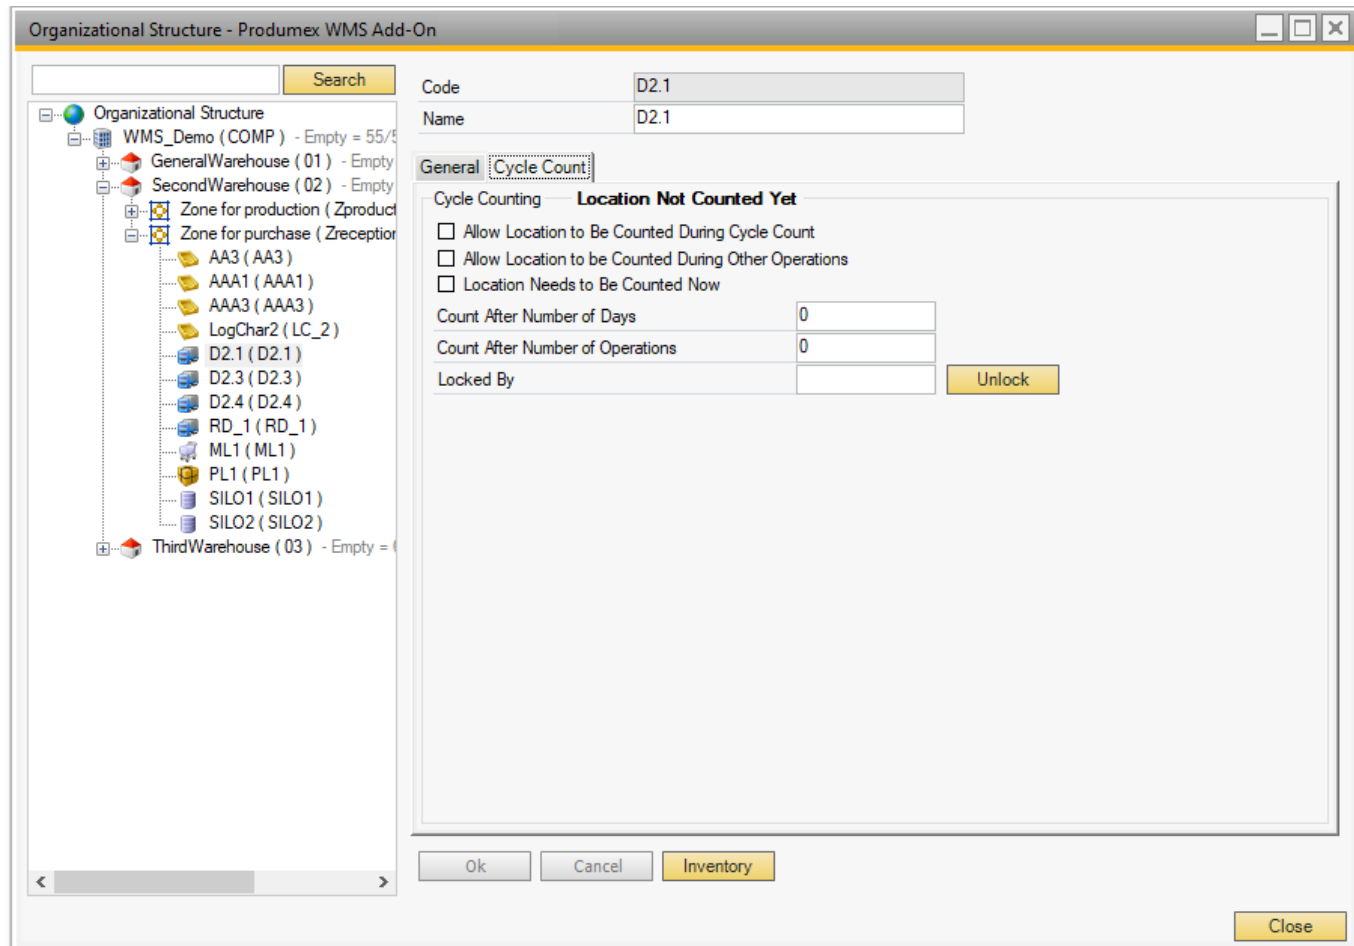 Organizational Structure - Produmex WMS Add-On
Search
Code D2.1
Name D2.1
Organizational Structure
WMS_Demo ( COMP ) - Empty = 55/5
GeneralWarehouse ( 01 ) - Empty
SecondWarehouse ( 02 ) - Empty
Zone for production ( Zproduct
Zone for purchase ( Zreception
AA3 ( AA3 )
AAA1 ( AAA1 )
AAA3 ( AAA3 )
LogChar2 ( LC_2 )
D2.1 ( D2.1 )
D2.3 ( D2.3 )
D2.4 ( D2.4 )
RD_1 ( RD_1 )
ML1 ( ML1 )
PL1 ( PL1 )
SILO1 ( SILO1 )
SILO2 ( SILO2 )
ThirdWarehouse ( 03 ) - Empty =
General Cycle Count
Cycle Counting Location Not Counted Yet
Allow Location to Be Counted During Cycle Count
Allow Location to be Counted During Other Operations
Location Needs to Be Counted Now
Count After Number of Days 0
Count After Number of Operations 0
Locked By Unlock
Ok Cancel Inventory
Close